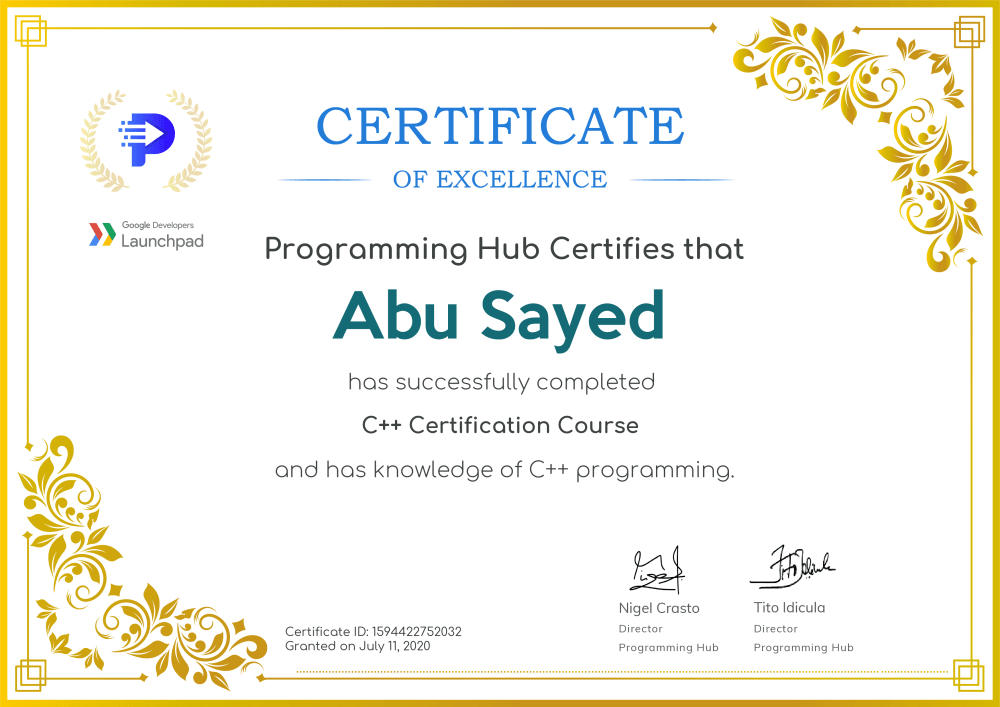 CERTIFICATE
OF EXCELLENCE
Google Developers
Launchpad
Programming Hub Certifies that
Abu Sayed
has successfully completed
C++ Certification Course
and has knowledge of C++ programming.
Nigel Crasto
Director
Programming Hub
Tito Idicula
Director
Programming Hub
Certificate ID: 1594422752032
Granted on July 11, 2020